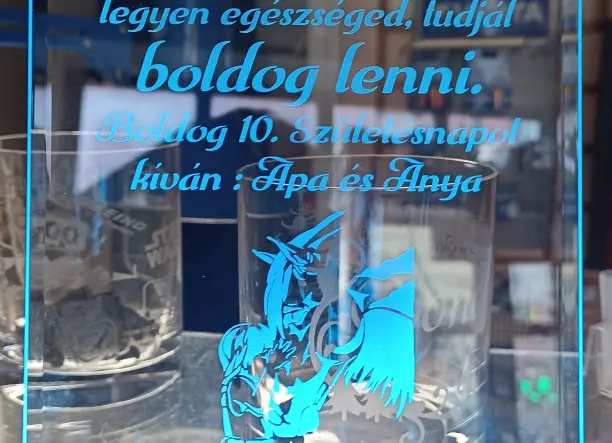 legyen egészséged, tudjál
boldog lenni.
Boldog 10. Születésnapot
kíván : Apa és Anya